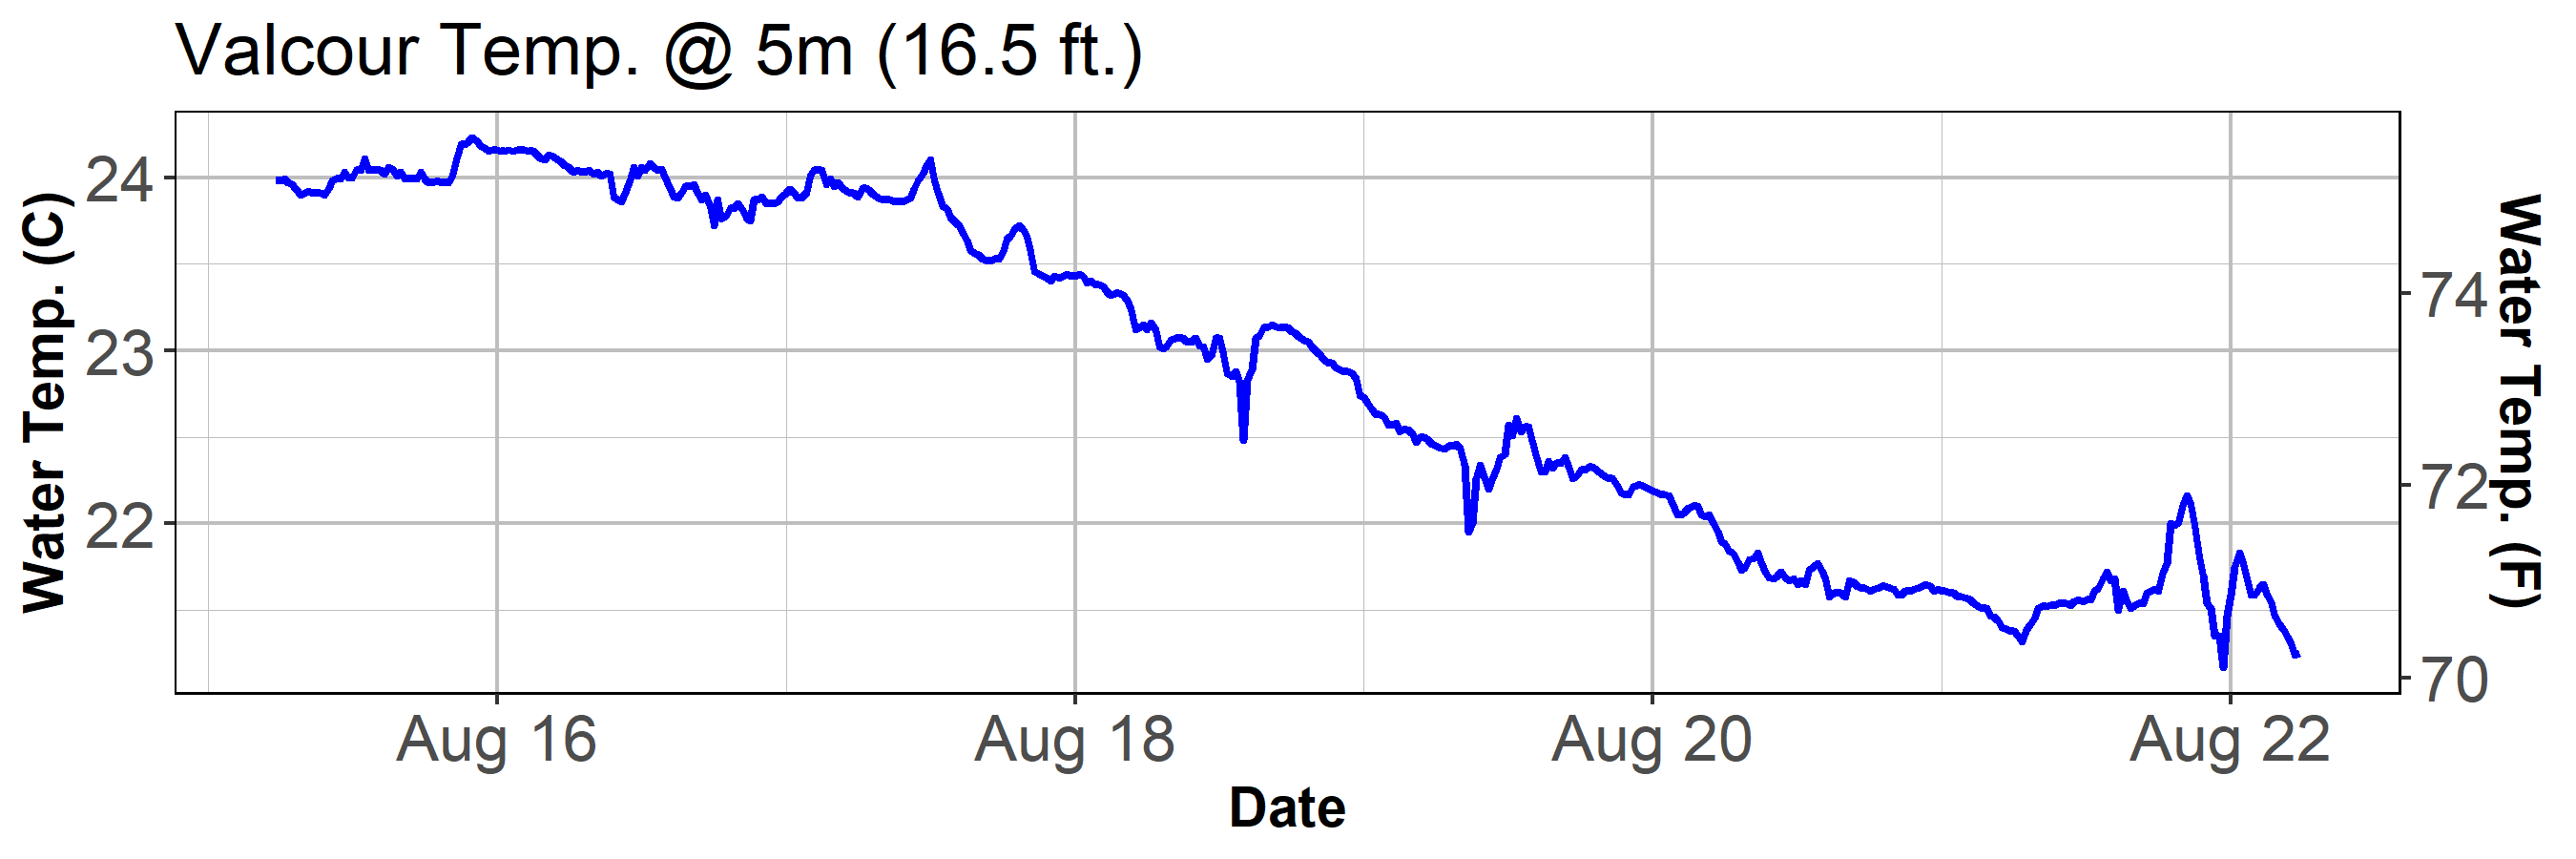 Valcour Temp. @ 5m (16.5 ft.)
Water Temp. (C)
24
23
22
74
72
70
Water Temp. (F)
Aug 16
Aug 18
Aug 20
Aug 22
Date